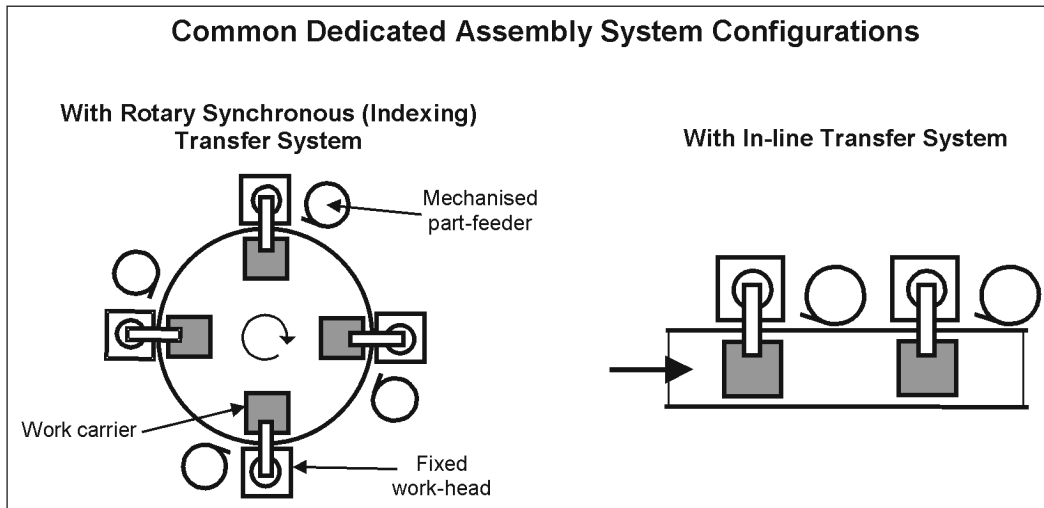 Common Dedicated Assembly System Configurations
With Rotary Synchronous (Indexing)
Transfer System
With In-line Transfer System
Mechanised
part-feeder
Work carrier
Fixed
work-head